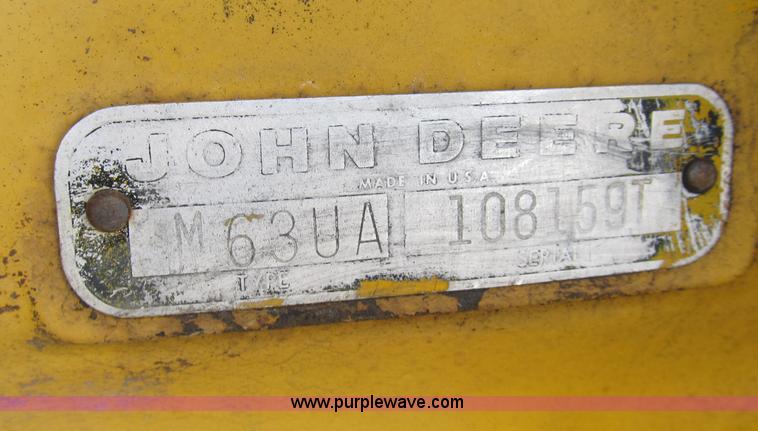 JOHN DEERE
MADE IN U.S.A.
M 63UA 108159T
TYPE SERIAL
www.purplewave.com